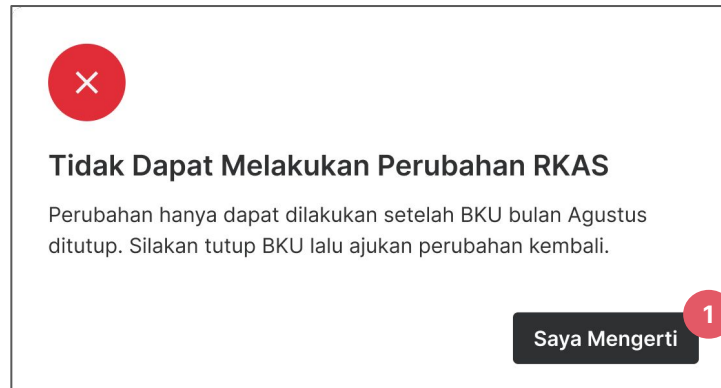 Tidak Dapat Melakukan Perubahan RKAS
Perubahan hanya dapat dilakukan setelah BKU bulan Agustus
ditutup. Silakan tutup BKU lalu ajukan perubahan kembali.
1
Saya Mengerti